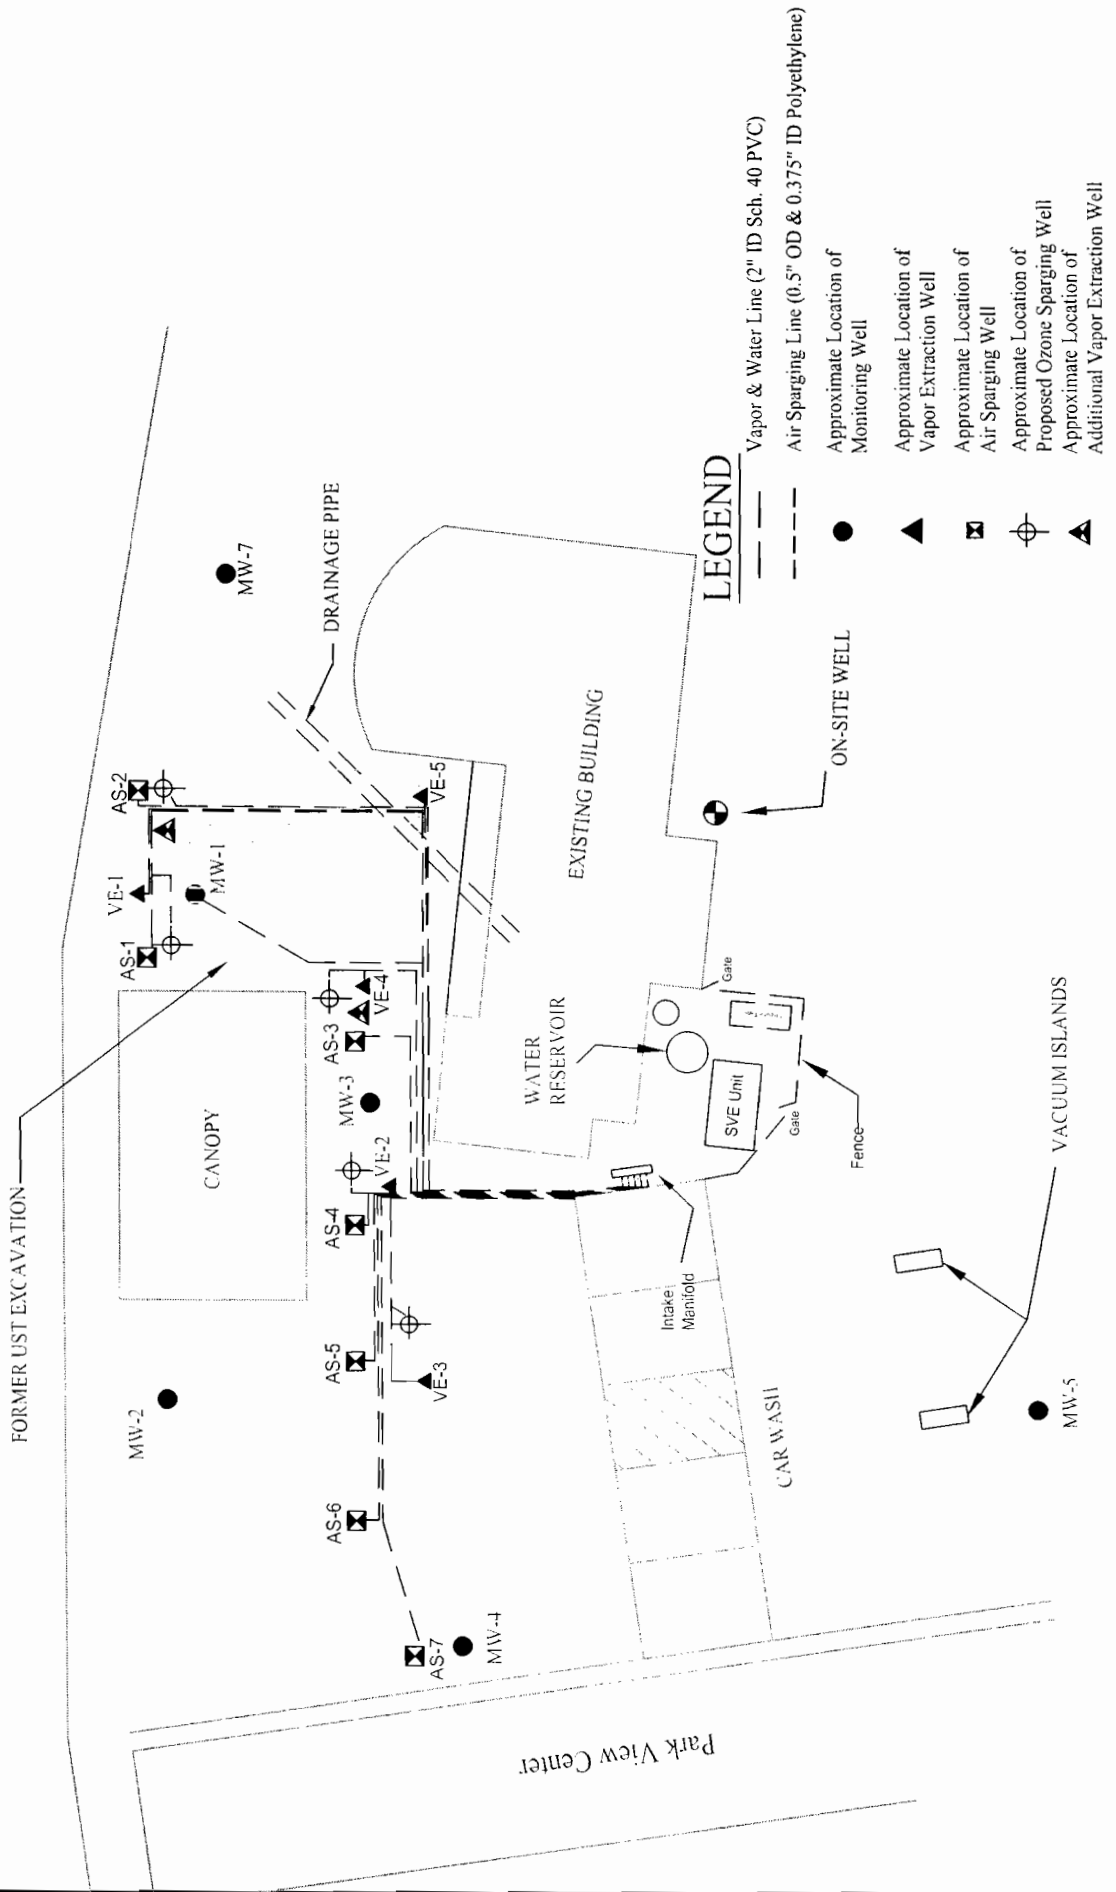 FORMER UST EXCAVATION
CANOPY
AS-1
VE-1
AS-2
MW-1
MW-7
DRAINAGE PIPE
MW-2
AS-6
AS-5
AS-4
VE-2
MW-3
AS-3
VE-4
VE-5
VE-3
AS-7
MW-4
EXISTING BUILDING
WATER
RESERVOIR
Gate
SVE Unit
Gate
Fence
Intake
Manifold
CAR WASH
ON-SITE WELL
VACUUM ISLANDS
MW-5
Park View Center
LEGEND
Vapor & Water Line (2" ID Sch. 40 PVC)
Air Sparging Line (0.5" OD & 0.375" ID Polyethylene)
Approximate Location of
Monitoring Well
Approximate Location of
Vapor Extraction Well
Approximate Location of
Air Sparging Well
Approximate Location of
Proposed Ozone Sparging Well
Approximate Location of
Additional Vapor Extraction Well